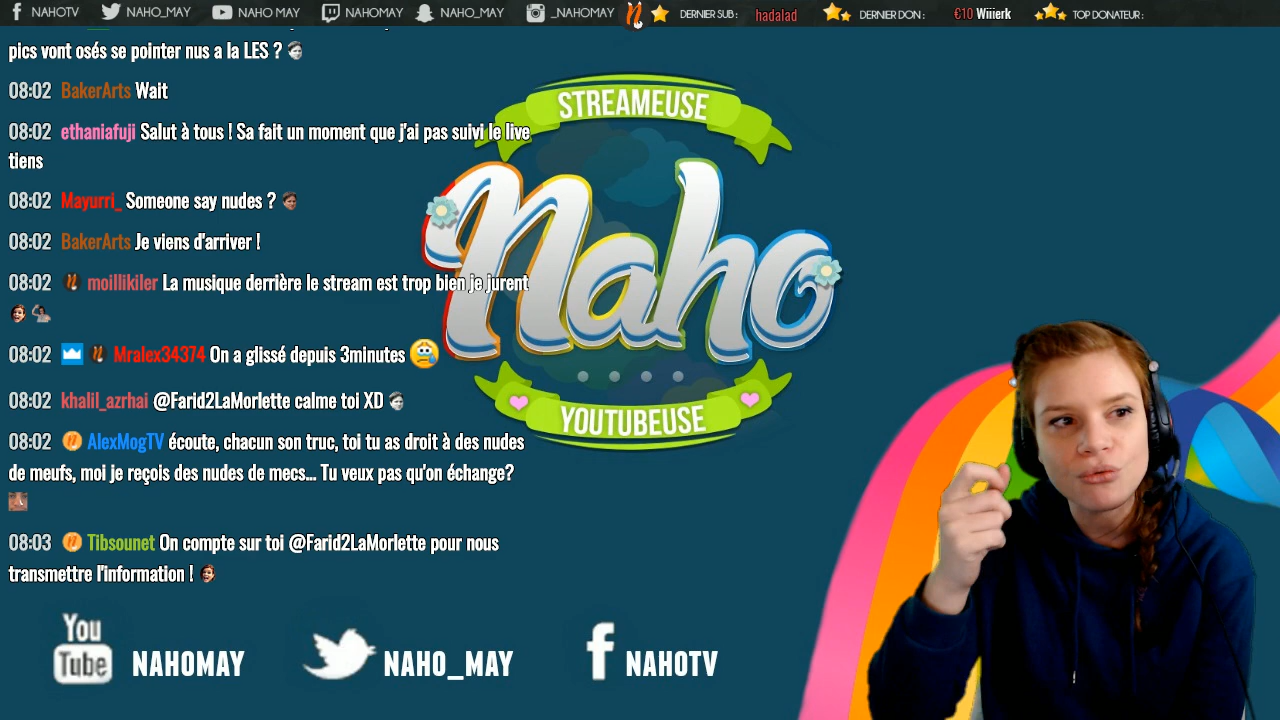 NAHOTV NAHO_MAY NAHO MAY NAHOMAY NAHO_MAY _NAHOMAY DERNIER SUB : hadalad DERNIER DON : €10 Wiiierk TOP DONATEUR :
pics vont osés se pointer nus a la LES ?
08:02 BakerArts Wait
08:02 ethaniafuji Salut à tous ! Sa fait un moment que j'ai pas suivi le live
tiens
08:02 Mayurri_ Someone say nudes ?
08:02 BakerArts Je viens d'arriver !
08:02 moillikiler La musique derrière le stream est trop bien je jurent
08:02 Mralex34374 On a glissé depuis 3minutes
08:02 khalil_azrhai @Farid2LaMorlette calme toi XD
08:02 AlexMogTV écoute, chacun son truc, toi tu as droit à des nudes
de meufs, moi je reçois des nudes de mecs... Tu veux pas qu'on échange?
08:03 Tibsounet On compte sur toi @Farid2LaMorlette pour nous
transmettre l'information !
STREAMEUSE
Naho
YOUTUBEUSE
You
Tube
NAHOMAY NAHO_MAY NAHOTV